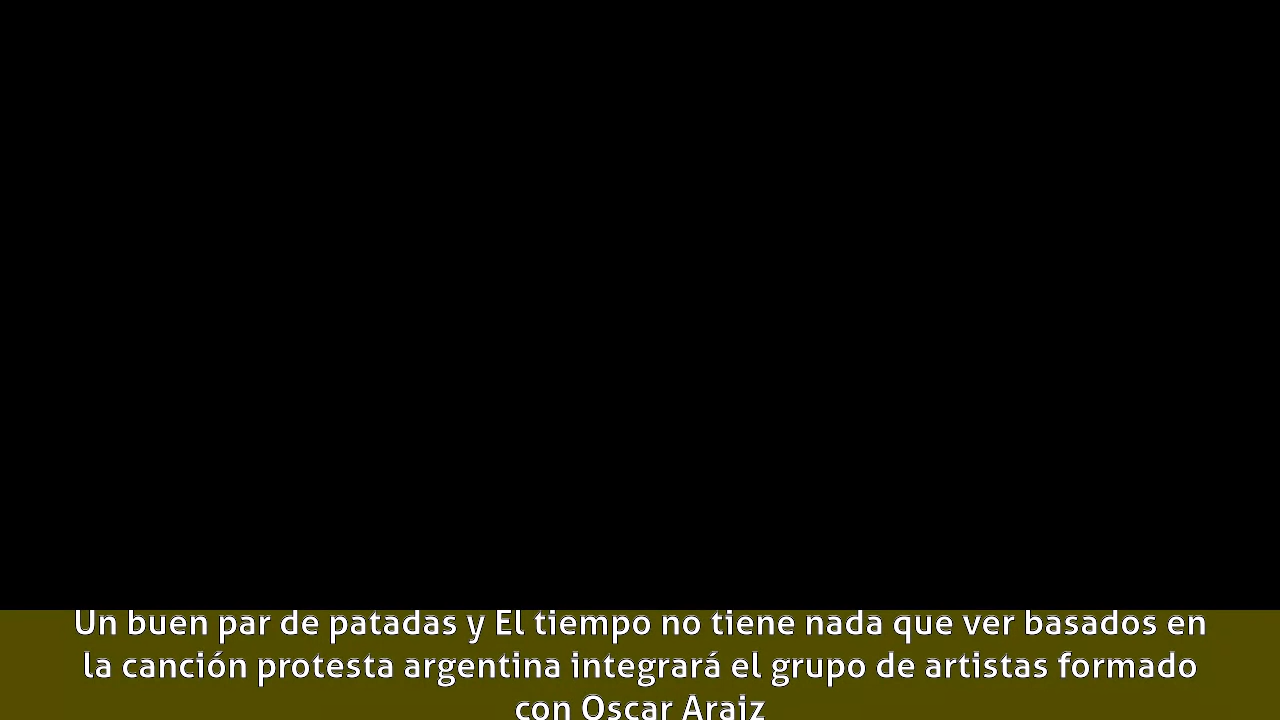 Un buen par de patadas y El tiempo no tiene nada que ver basados en
la canción protesta argentina integrará el grupo de artistas formado
con Oscar Araiz